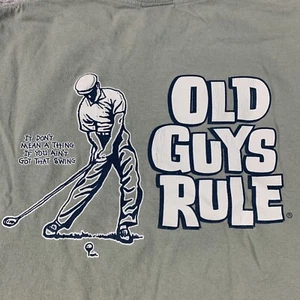 IT DON'T
MEAN A THING
IF YOU AIN'T
GOT THAT SWING
OLD
GUYS
RULE®